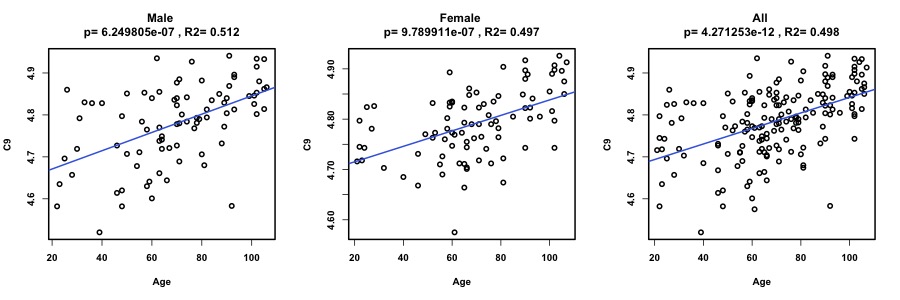 Male
p= 6.249805e-07 , R2= 0.512
C9
4.9
4.8
4.7
4.6
20 40 60 80 100
Age
Female
p= 9.789911e-07 , R2= 0.497
C9
4.90
4.80
4.70
4.60
20 40 60 80 100
Age
All
p= 4.271253e-12 , R2= 0.498
C9
4.9
4.8
4.7
4.6
20 40 60 80 100
Age